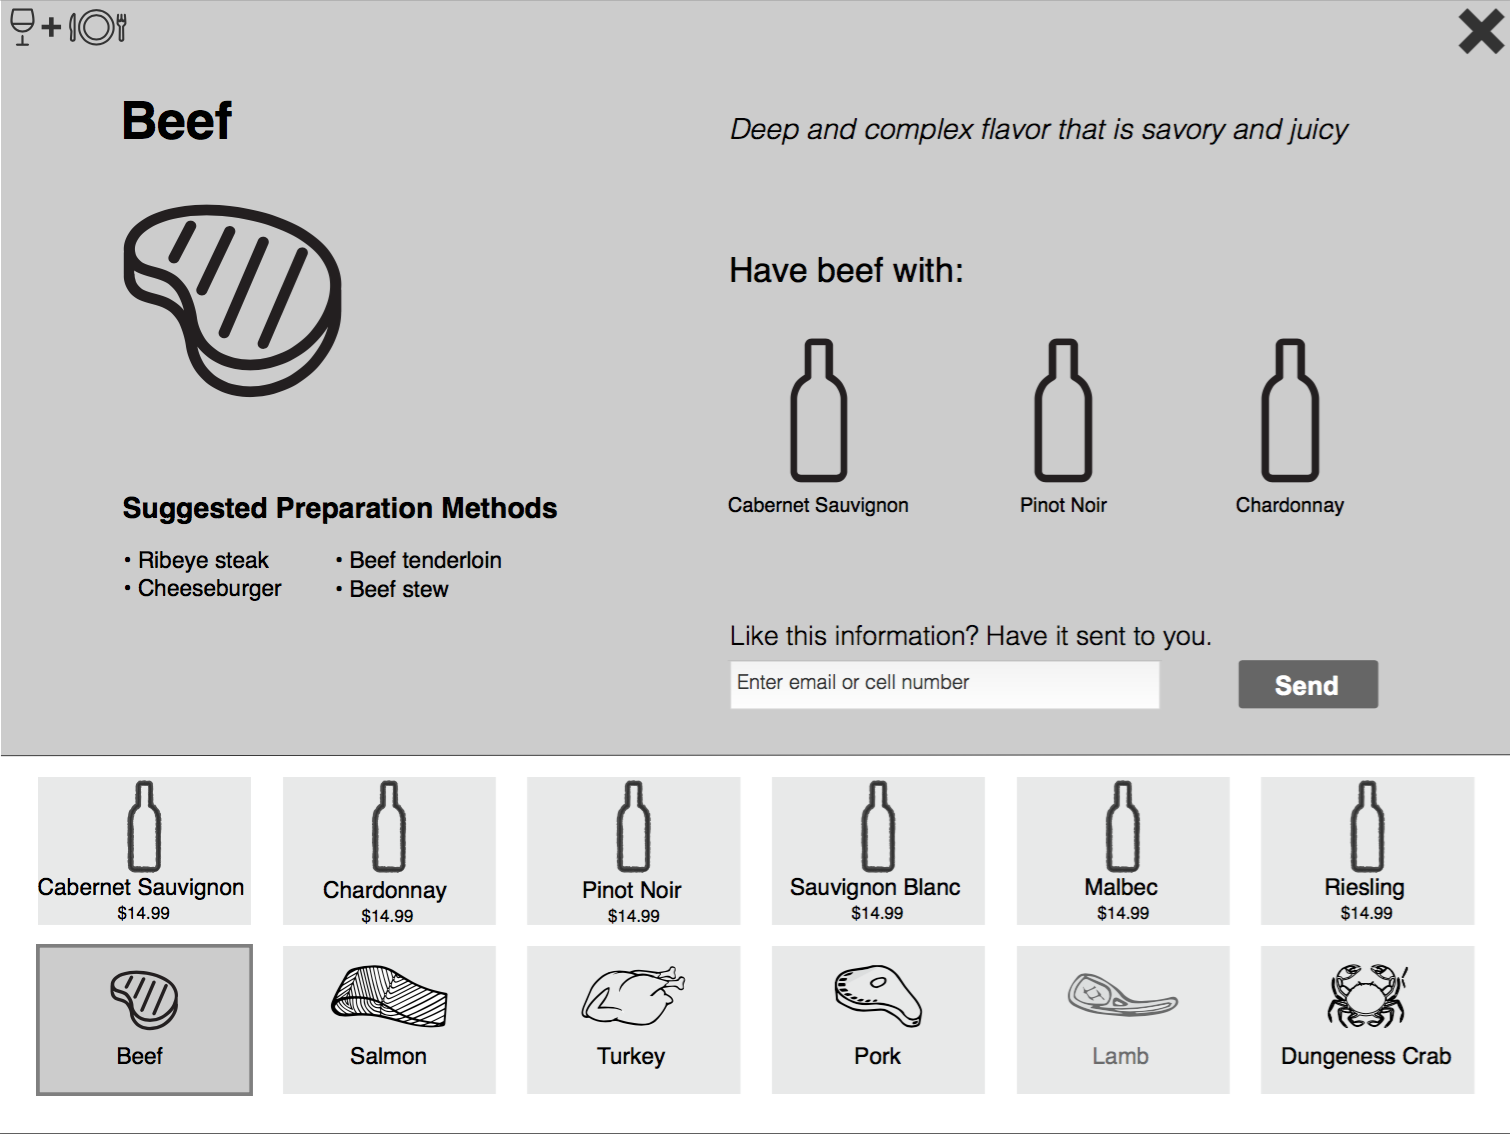 Beef
Deep and complex flavor that is savory and juicy
Have beef with:
Cabernet Sauvignon
Pinot Noir
Chardonnay
Suggested Preparation Methods
• Ribeye steak
• Cheeseburger
• Beef tenderloin
• Beef stew
Like this information? Have it sent to you.
Enter email or cell number
Send
Cabernet Sauvignon
$14.99
Chardonnay
$14.99
Pinot Noir
$14.99
Sauvignon Blanc
$14.99
Malbec
$14.99
Riesling
$14.99
Beef
Salmon
Turkey
Pork
Lamb
Dungeness Crab